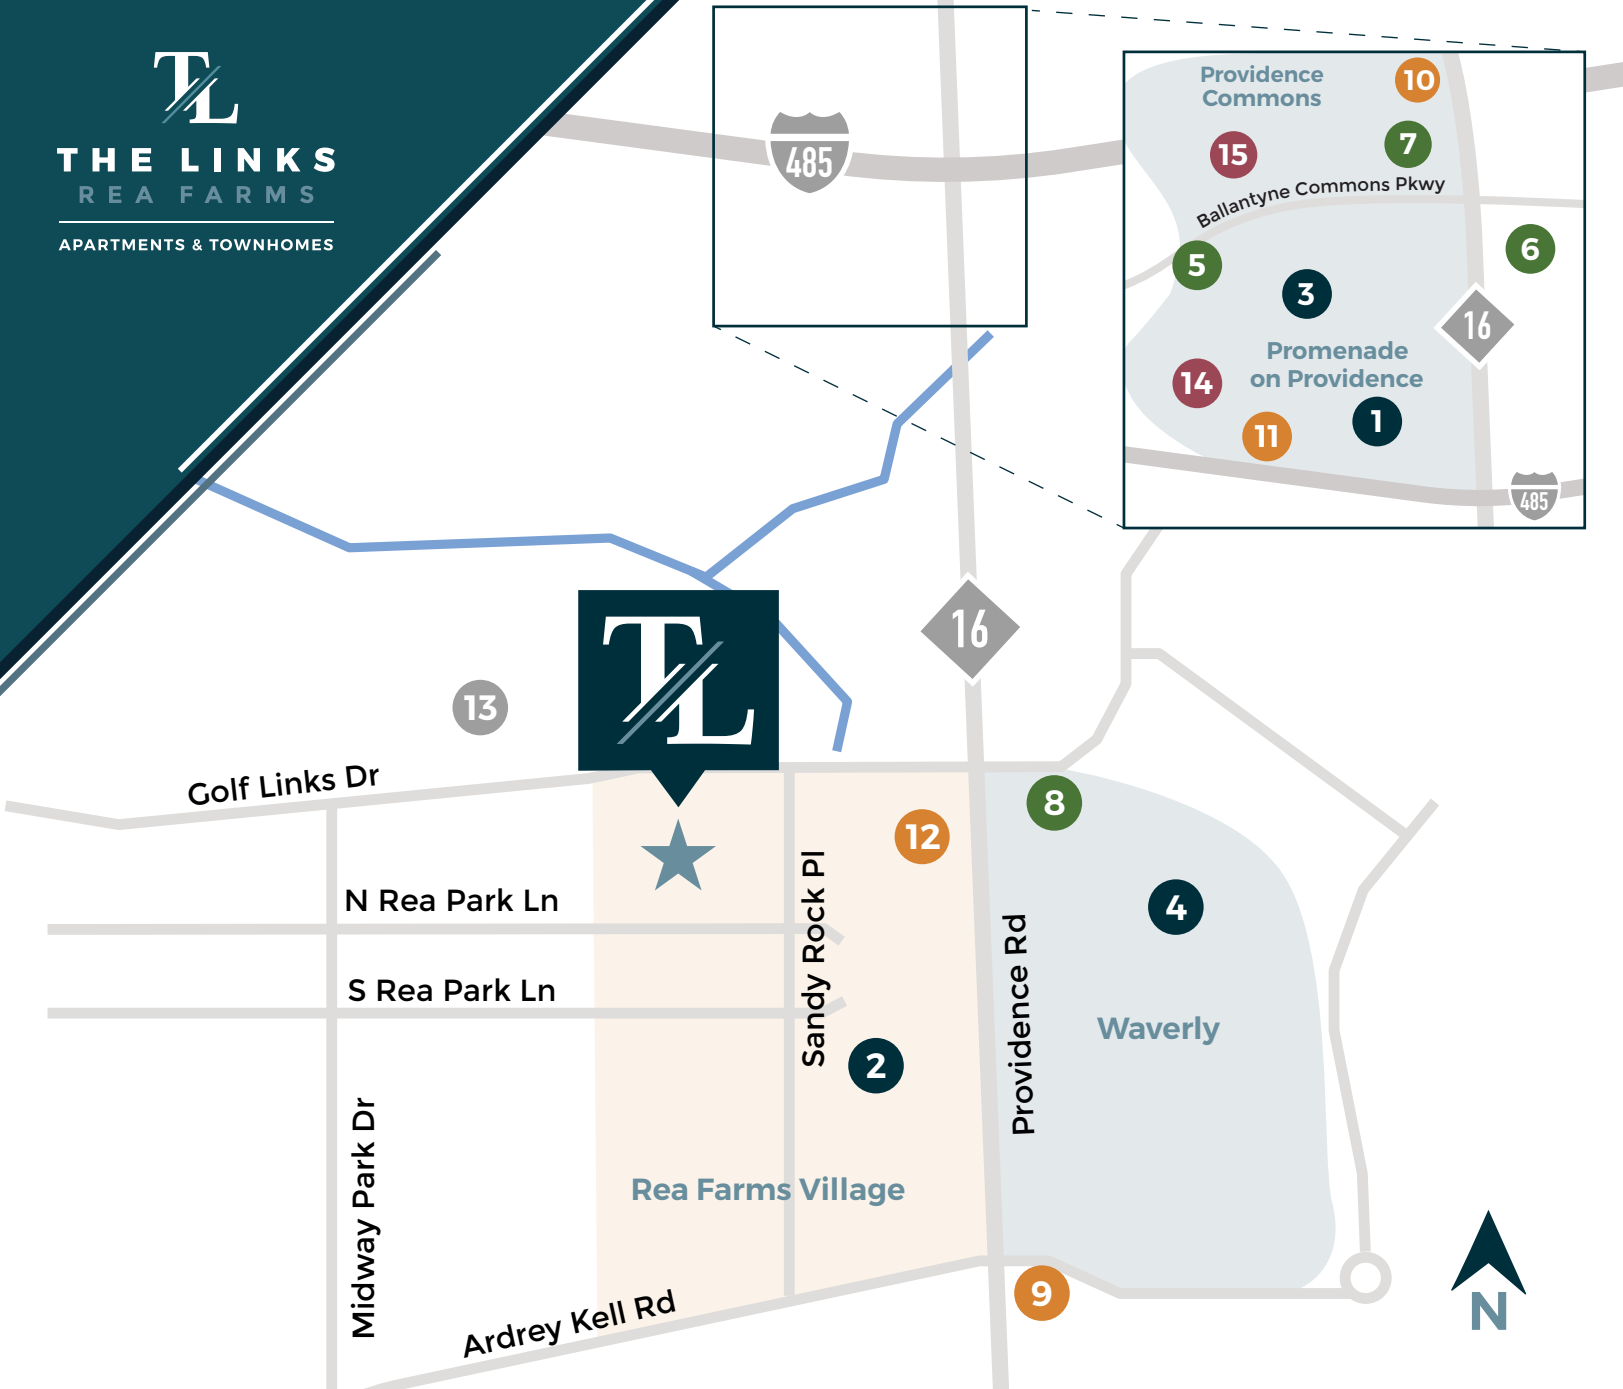 TL
THE LINKS
REA FARMS
APARTMENTS & TOWNHOMES
485
Providence
Commons
10
15
7
Ballantyne Commons Pkwy
5
6
3
16
Promenade
on Providence
14
1
11
485
16
TL
13
Golf Links Dr
8
12
N Rea Park Ln
Sandy Rock Pl
4
Providence Rd
S Rea Park Ln
Waverly
2
Midway Park Dr
Rea Farms Village
Ardrey Kell Rd
9
N